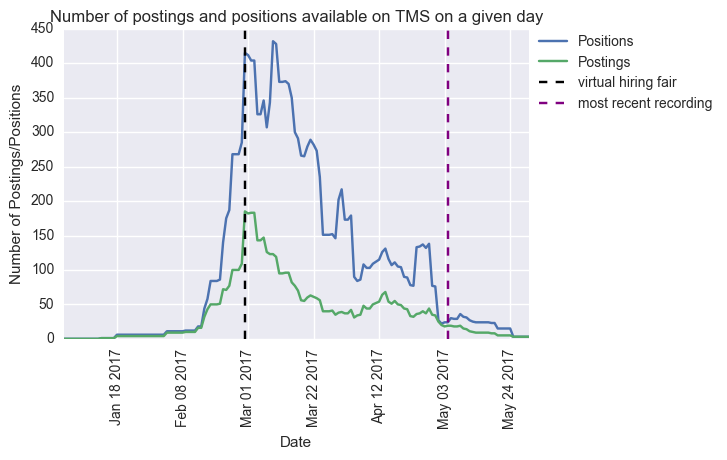 Number of postings and positions available on TMS on a given day
Number of Postings/Positions
450
400
350
300
250
200
150
100
50
0
Jan 18 2017
Feb 08 2017
Mar 01 2017
Mar 22 2017
Apr 12 2017
May 03 2017
May 24 2017
Date
Positions
Postings
virtual hiring fair
most recent recording